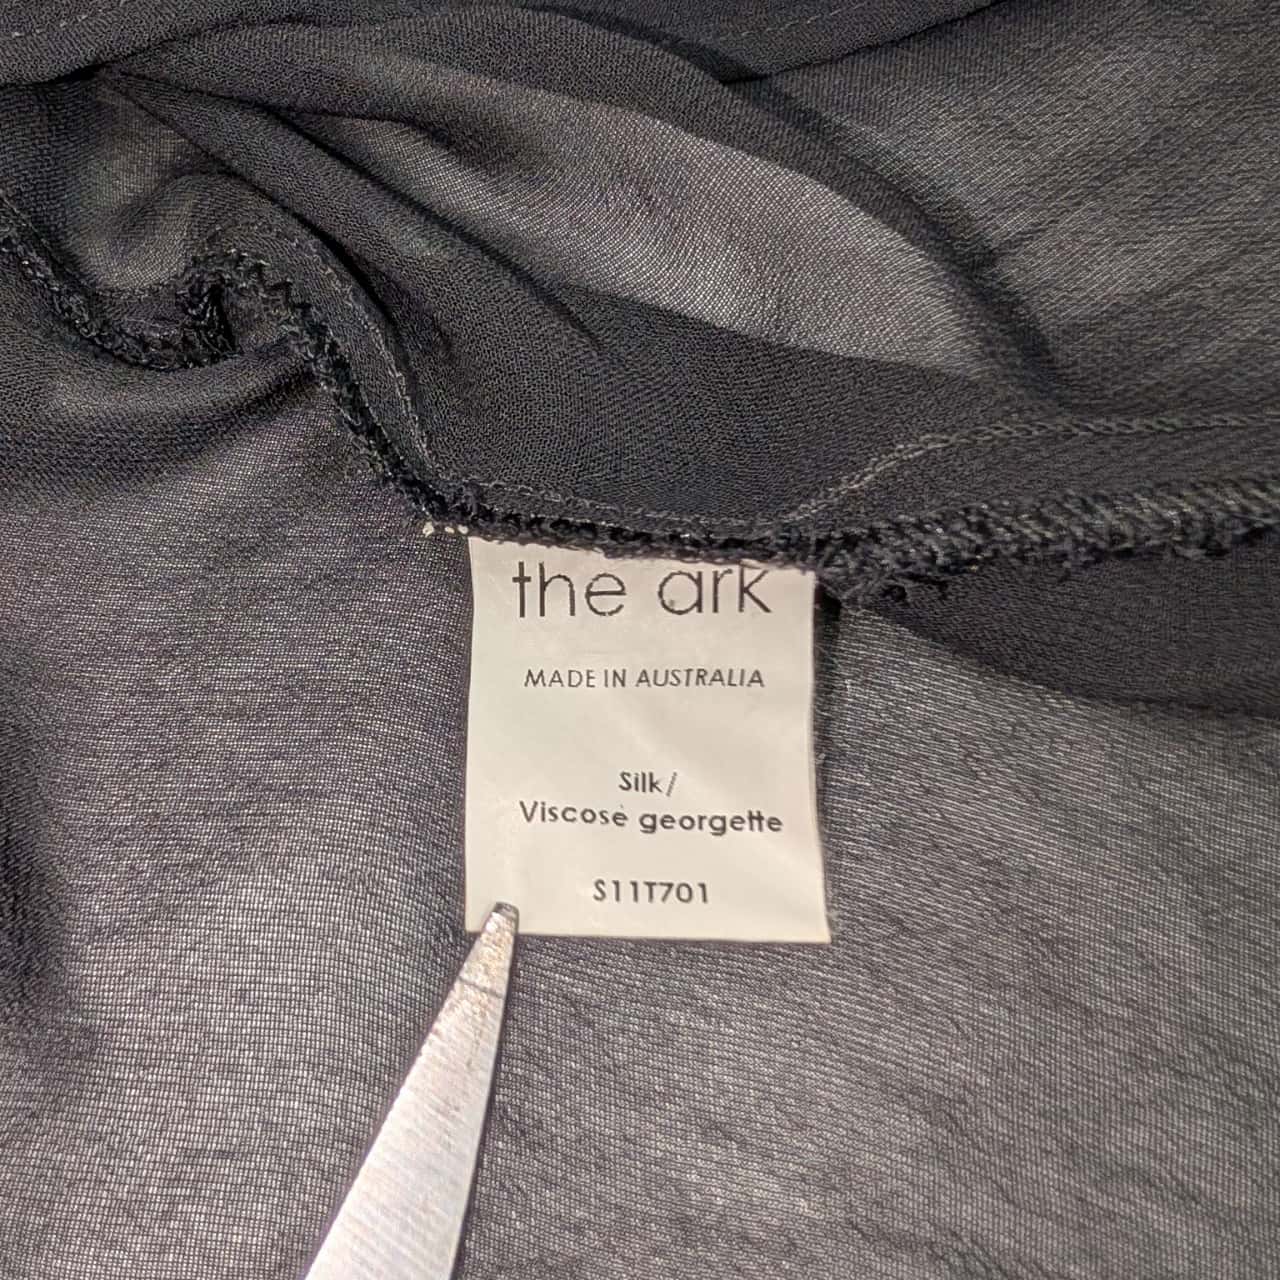 the ark
MADE IN AUSTRALIA
Silk/
Viscose georgette
S11T701